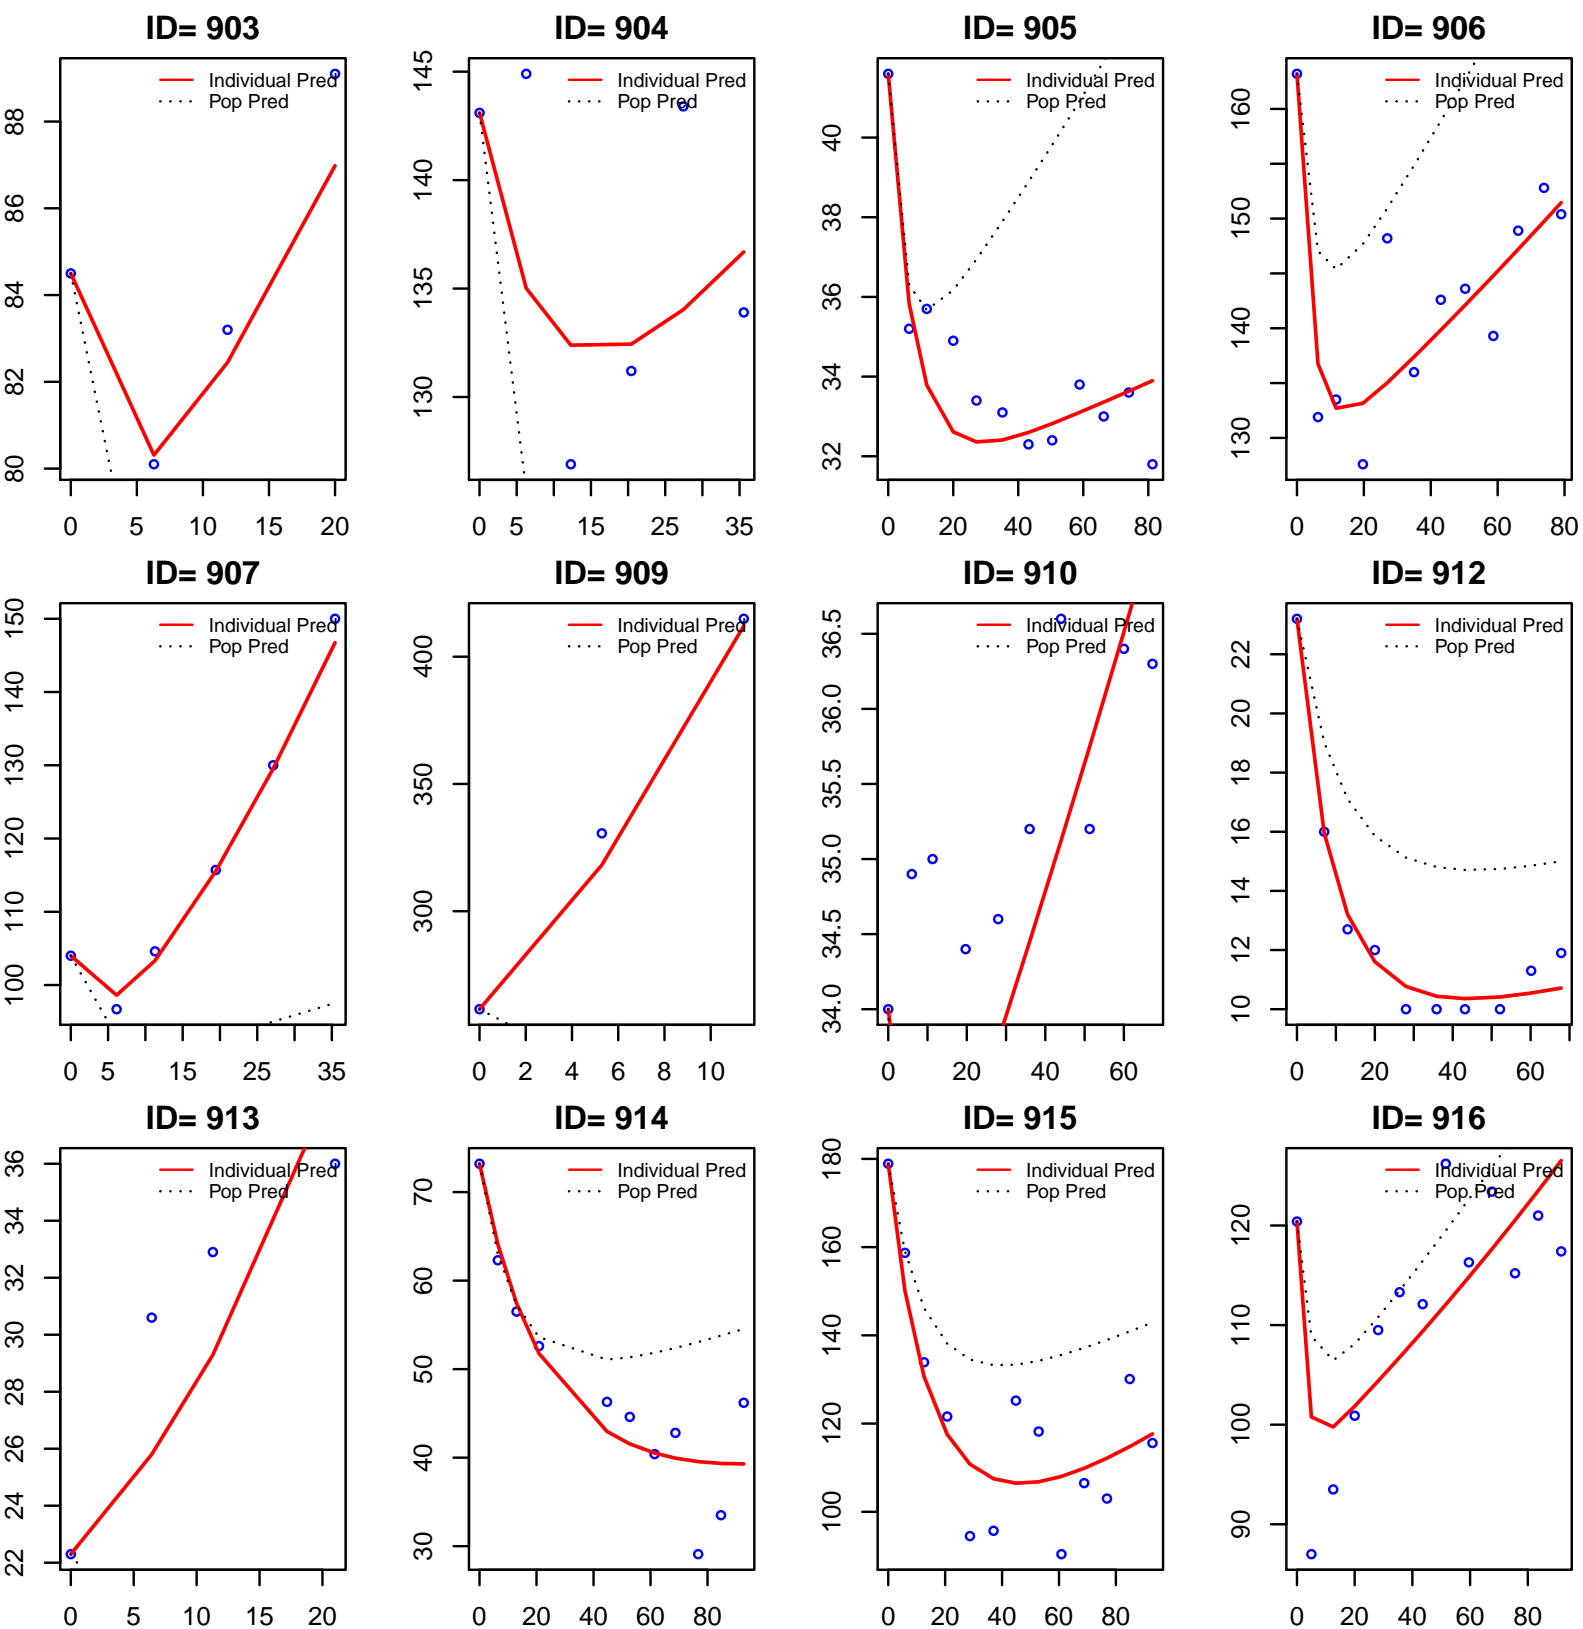 ID= 903 ID= 904 ID= 905 ID= 906
Individual Pred Individual Pred Individual Pred Individual Pred
Pop Pred Pop Pred Pop Pred Pop Pred
80 82 84 86 88
0 5 10 15 20
130 135 140 145
0 5 15 25 35
32 34 36 38 40
0 20 40 60 80
130 140 150 160
0 20 40 60 80
ID= 907 ID= 909 ID= 910 ID= 912
Individual Pred Individual Pred Individual Pred Individual Pred
Pop Pred Pop Pred Pop Pred Pop Pred
100 110 120 130 140 150
0 5 15 25 35
300 350 400
0 2 4 6 8 10
34.0 34.5 35.0 35.5 36.0 36.5
0 20 40 60
10 12 14 16 18 20 22
0 20 40 60
ID= 913 ID= 914 ID= 915 ID= 916
Individual Pred Individual Pred Individual Pred Individual Pred
Pop Pred Pop Pred Pop Pred Pop Pred
22 24 26 28 30 32 34 36
0 5 10 15 20
30 40 50 60 70
0 20 40 60 80
100 120 140 160 180
0 20 40 60 80
90 100 110 120
0 20 40 60 80